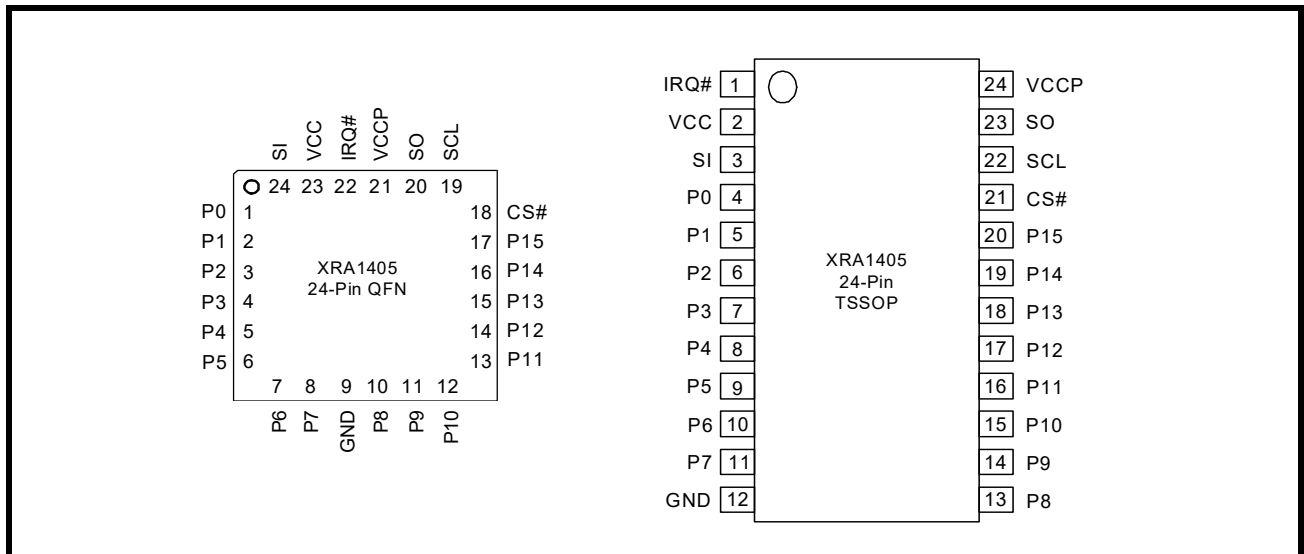 SI VCC IRQ# VCCP SO SCL
24 23 22 21 20 19
P0 1 18 CS#
P1 2 17 P15
P2 3 16 P14
P3 4 15 P13
P4 5 14 P12
P5 6 13 P11
XRA1405
24-Pin QFN
7 8 9 10 11 12
P6 P7 GND P8 P9 P10
IRQ# 1 24 VCCP
VCC 2 23 SO
SI 3 22 SCL
P0 4 21 CS#
P1 5 20 P15
P2 6 19 P14
P3 7 18 P13
P4 8 17 P12
P5 9 16 P11
P6 10 15 P10
P7 11 14 P9
GND 12 13 P8
XRA1405
24-Pin
TSSOP